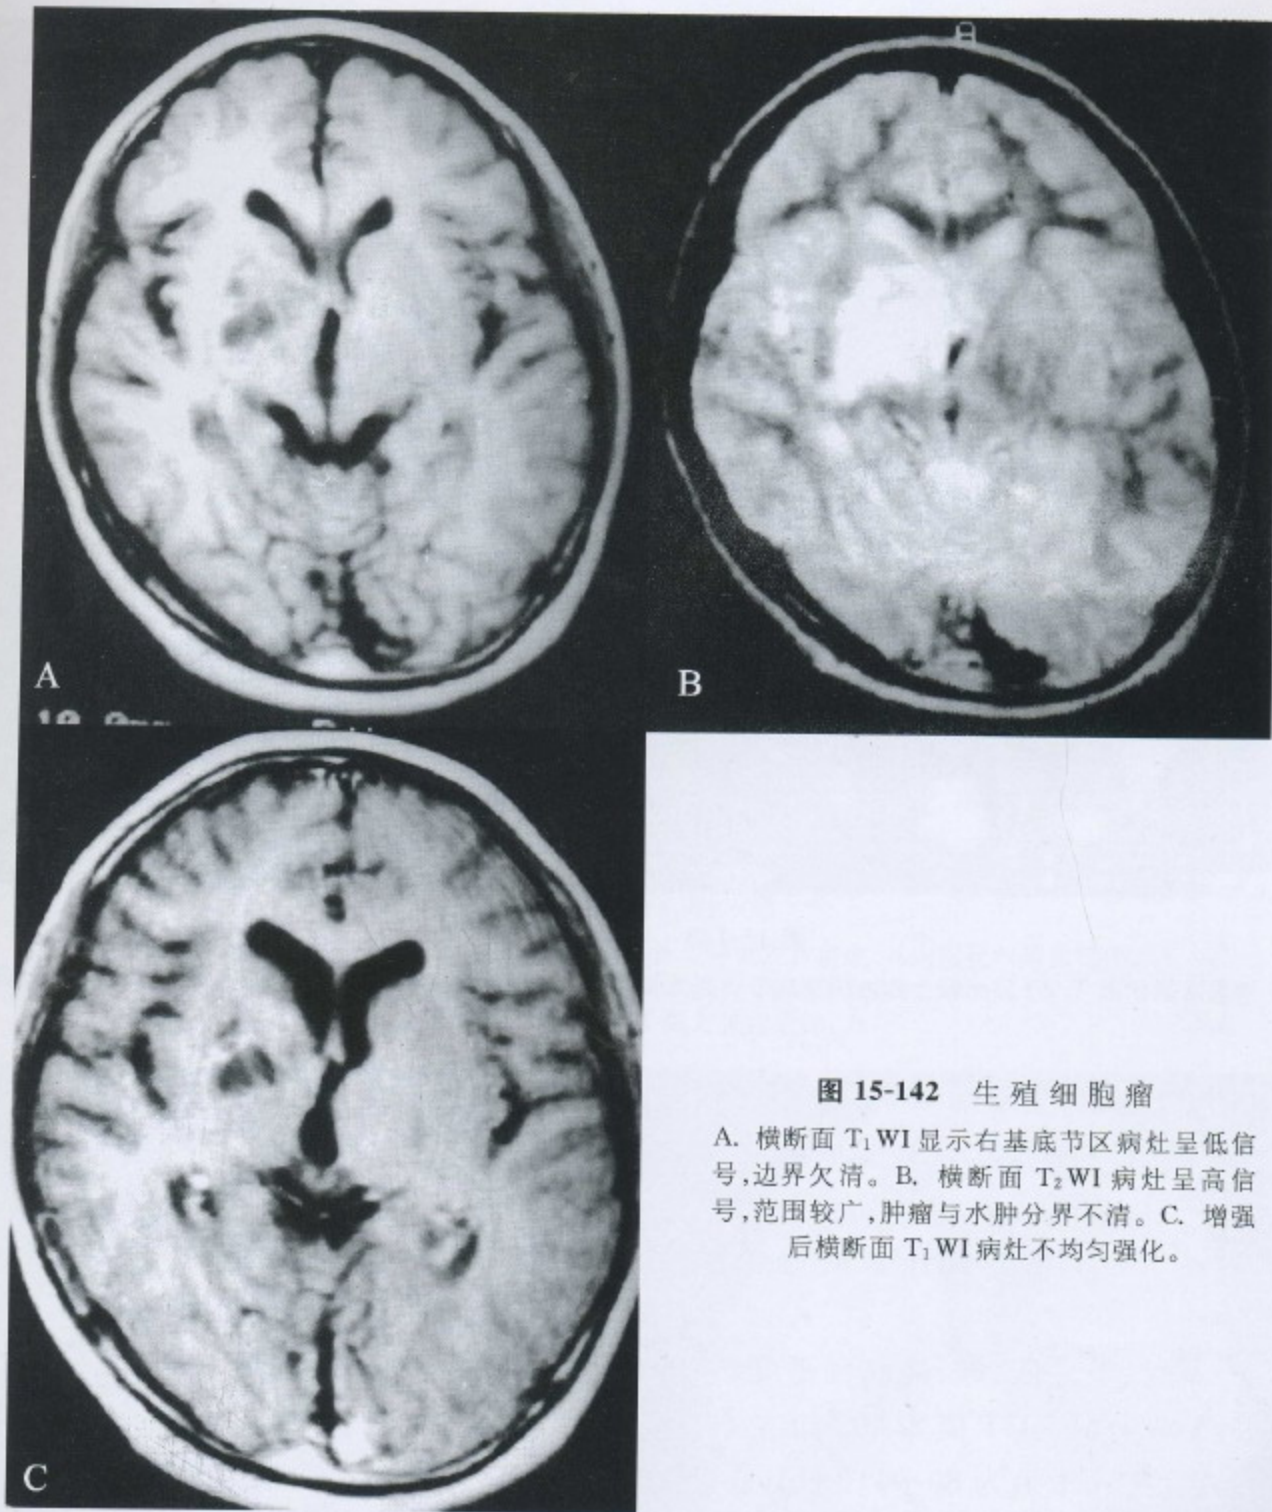 A
B
C
图 15-142 生殖细胞瘤
A. 横断面 T₁WI 显示右基底节区病灶呈低信
号,边界欠清。B. 横断面 T₂WI 病灶呈高信
号,范围较广,肿瘤与水肿分界不清。C. 增强
后横断面 T₁WI 病灶不均匀强化。